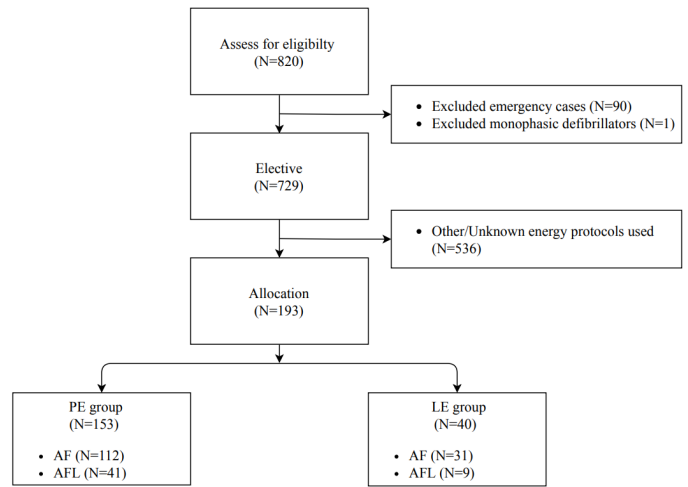 Assess for eligibilty
(N=820)
• Excluded emergency cases (N=90)
• Excluded monophasic defibrillators (N=1)
Elective
(N=729)
• Other/Unknown energy protocols used
(N=536)
Allocation
(N=193)
PE group
(N=153)
• AF (N=112)
• AFL (N=41)
LE group
(N=40)
• AF (N=31)
• AFL (N=9)